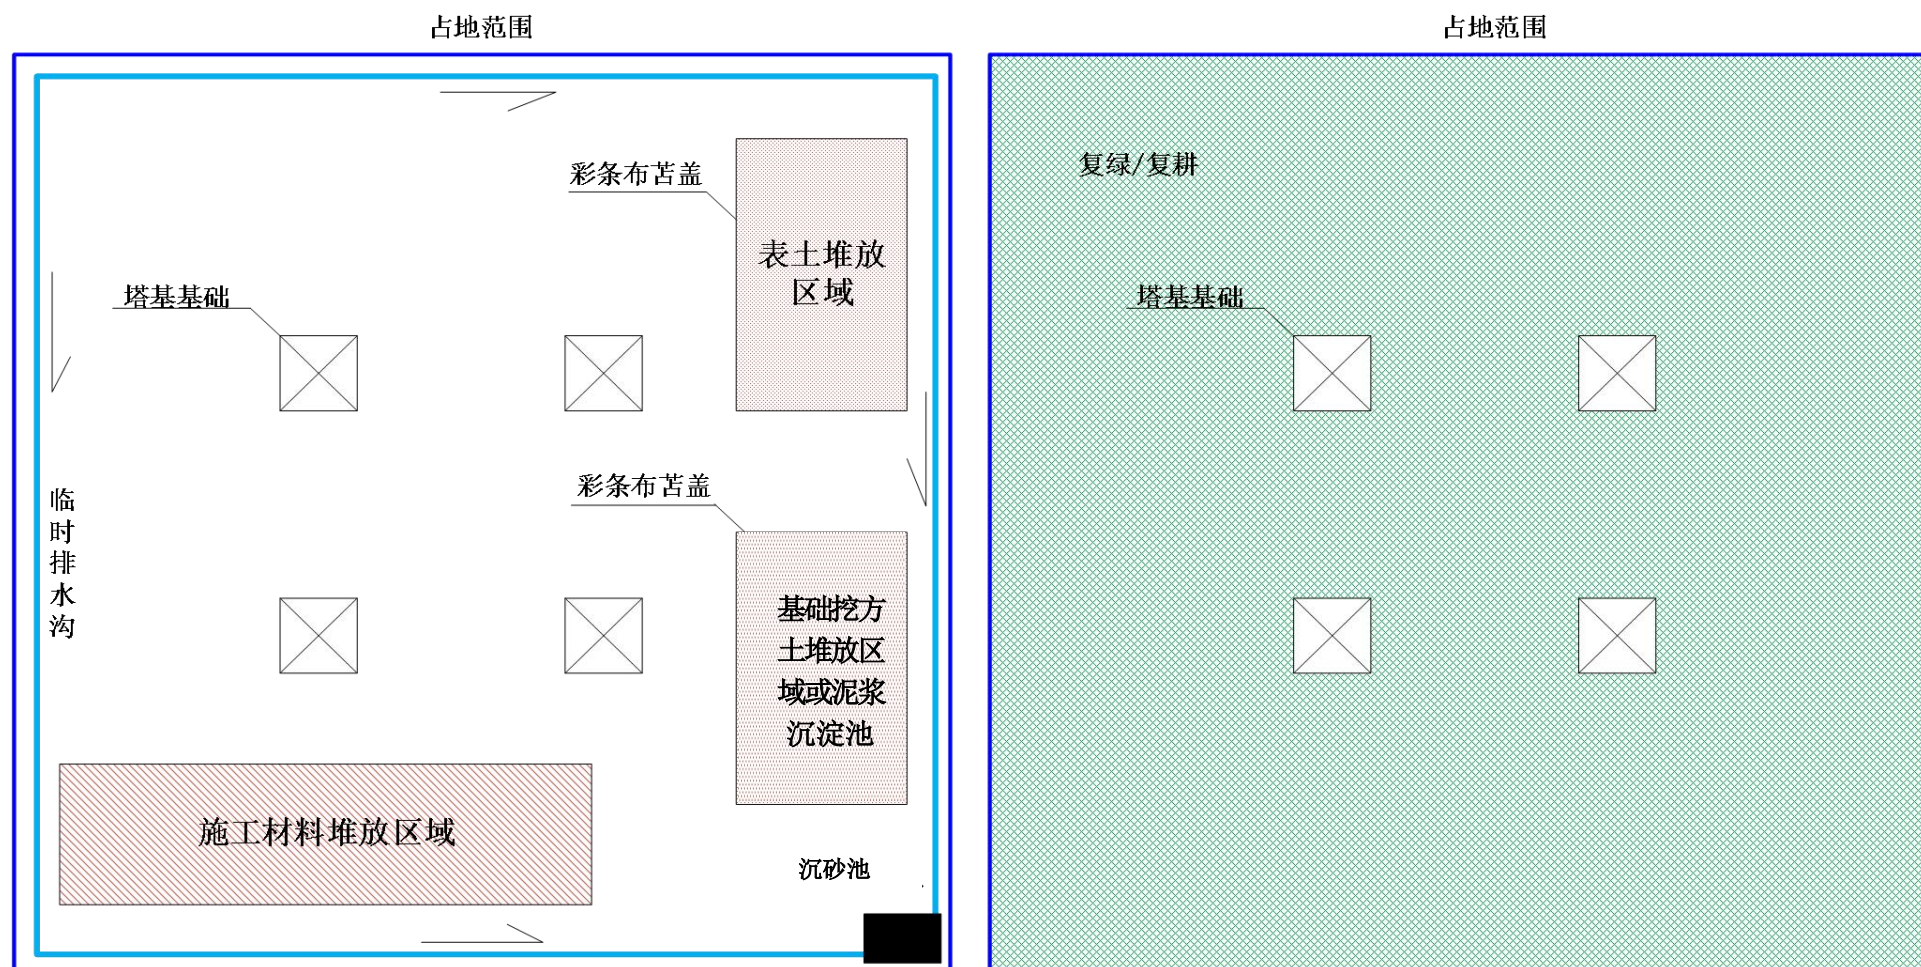 占地范围
彩条布苫盖
表土堆放
区域
塔基基础
彩条布苫盖
临
时
排
水
沟
基础挖方
土堆放区
域或泥浆
沉淀池
施工材料堆放区域
沉砂池
占地范围
复绿/复耕
塔基基础